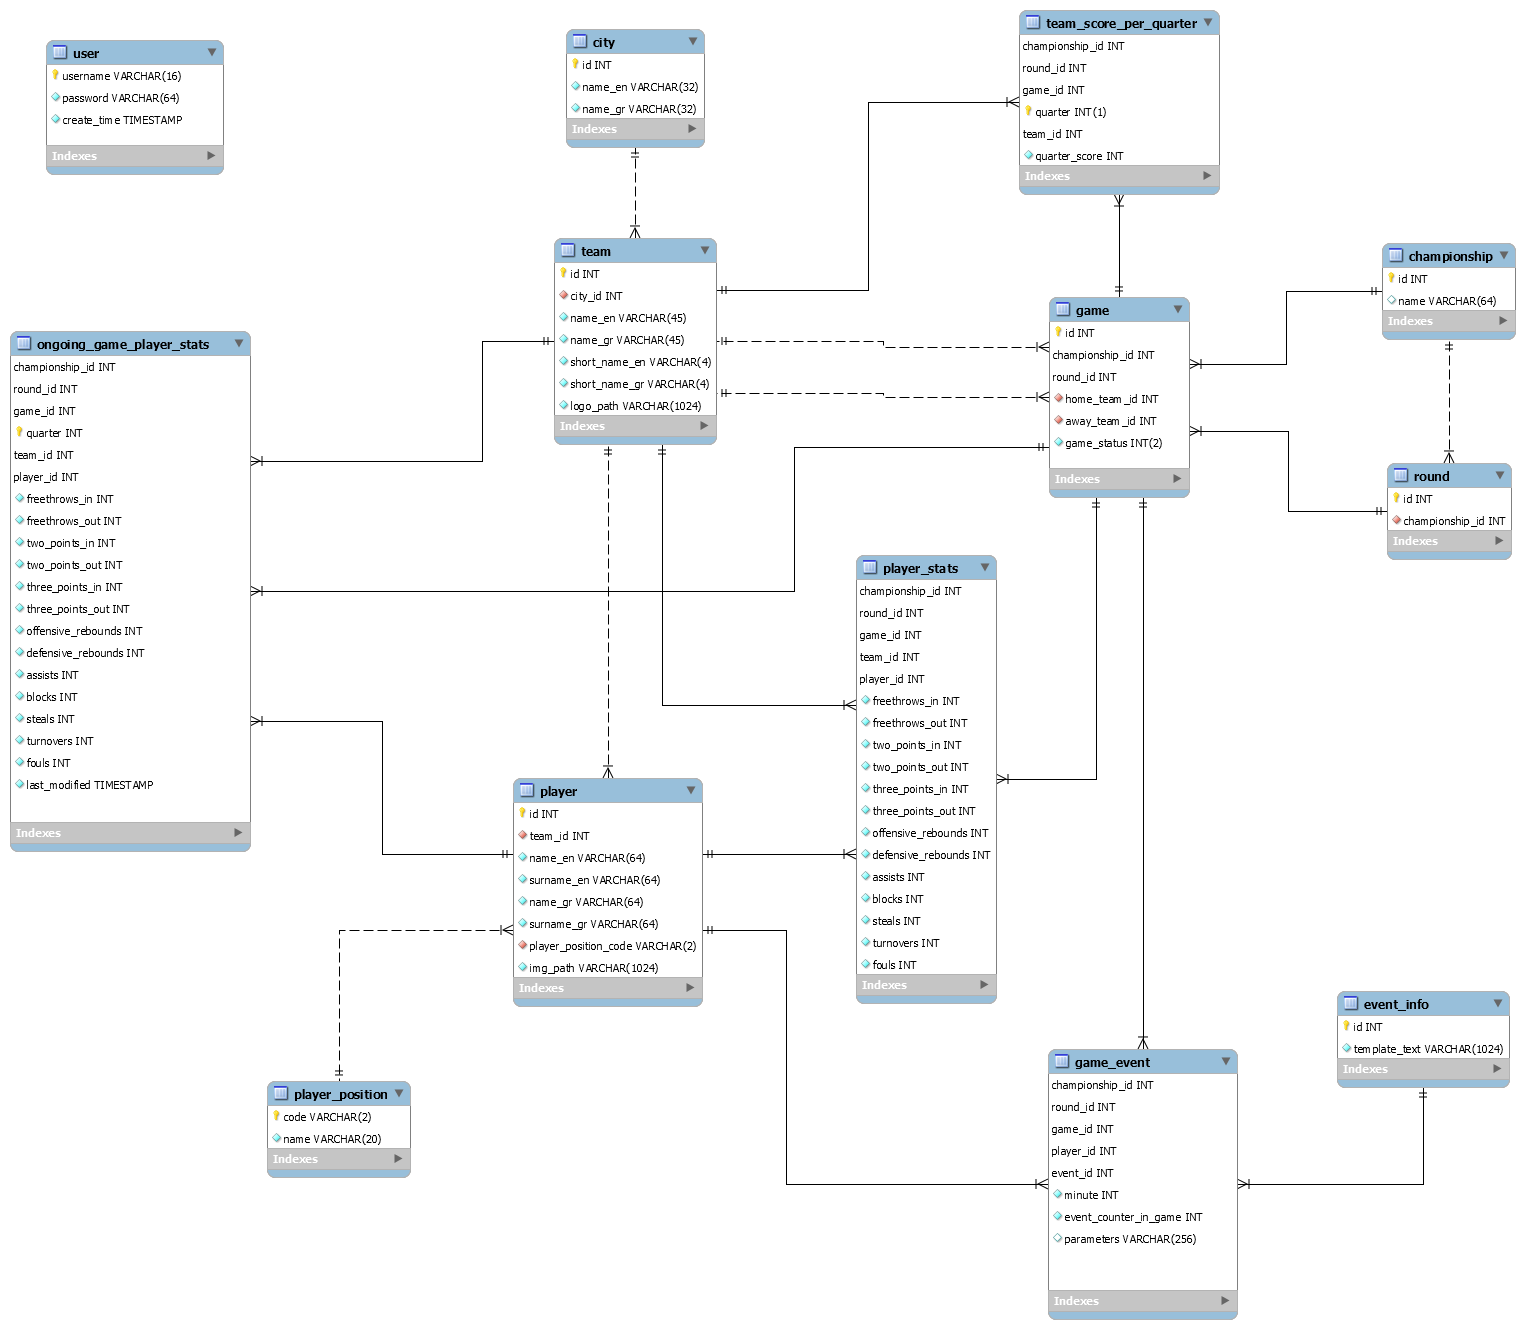 user
username VARCHAR(16)
password VARCHAR(64)
create_time TIMESTAMP
Indexes
city
id INT
name_en VARCHAR(32)
name_gr VARCHAR(32)
Indexes
team_score_per_quarter
championship_id INT
round_id INT
game_id INT
quarter INT(1)
team_id INT
quarter_score INT
Indexes
team
id INT
city_id INT
name_en VARCHAR(45)
name_gr VARCHAR(45)
short_name_en VARCHAR(4)
short_name_gr VARCHAR(4)
logo_path VARCHAR(1024)
Indexes
championship
id INT
name VARCHAR(64)
Indexes
game
id INT
championship_id INT
round_id INT
home_team_id INT
away_team_id INT
game_status INT(2)
Indexes
ongoing_game_player_stats
championship_id INT
round_id INT
game_id INT
quarter INT
team_id INT
player_id INT
freethrows_in INT
freethrows_out INT
two_points_in INT
two_points_out INT
three_points_in INT
three_points_out INT
offensive_rebounds INT
defensive_rebounds INT
assists INT
blocks INT
steals INT
turnovers INT
fouls INT
last_modified TIMESTAMP
Indexes
round
id INT
championship_id INT
Indexes
player_stats
championship_id INT
round_id INT
game_id INT
team_id INT
player_id INT
freethrows_in INT
freethrows_out INT
two_points_in INT
two_points_out INT
three_points_in INT
three_points_out INT
offensive_rebounds INT
defensive_rebounds INT
assists INT
blocks INT
steals INT
turnovers INT
fouls INT
Indexes
player
id INT
team_id INT
name_en VARCHAR(64)
surname_en VARCHAR(64)
name_gr VARCHAR(64)
surname_gr VARCHAR(64)
player_position_code VARCHAR(2)
img_path VARCHAR(1024)
Indexes
event_info
id INT
template_text VARCHAR(1024)
Indexes
game_event
championship_id INT
round_id INT
game_id INT
player_id INT
event_id INT
minute INT
event_counter_in_game INT
parameters VARCHAR(256)
Indexes
player_position
code VARCHAR(2)
name VARCHAR(20)
Indexes